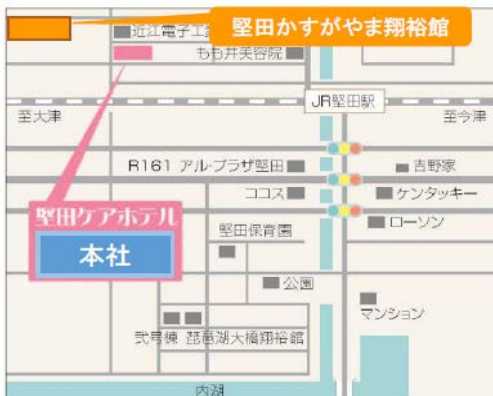 堅田かすがやま翔裕館
近江電子工
もも井美容院
JR堅田駅
至大津
至今津
R161 アル・プラザ堅田
吉野家
ココス
ケンタッキー
堅田ケアホテル
本社
堅田保育園
ローソン
公園
マンション
弐号棟 琵琶湖大橋翔裕館
内湖